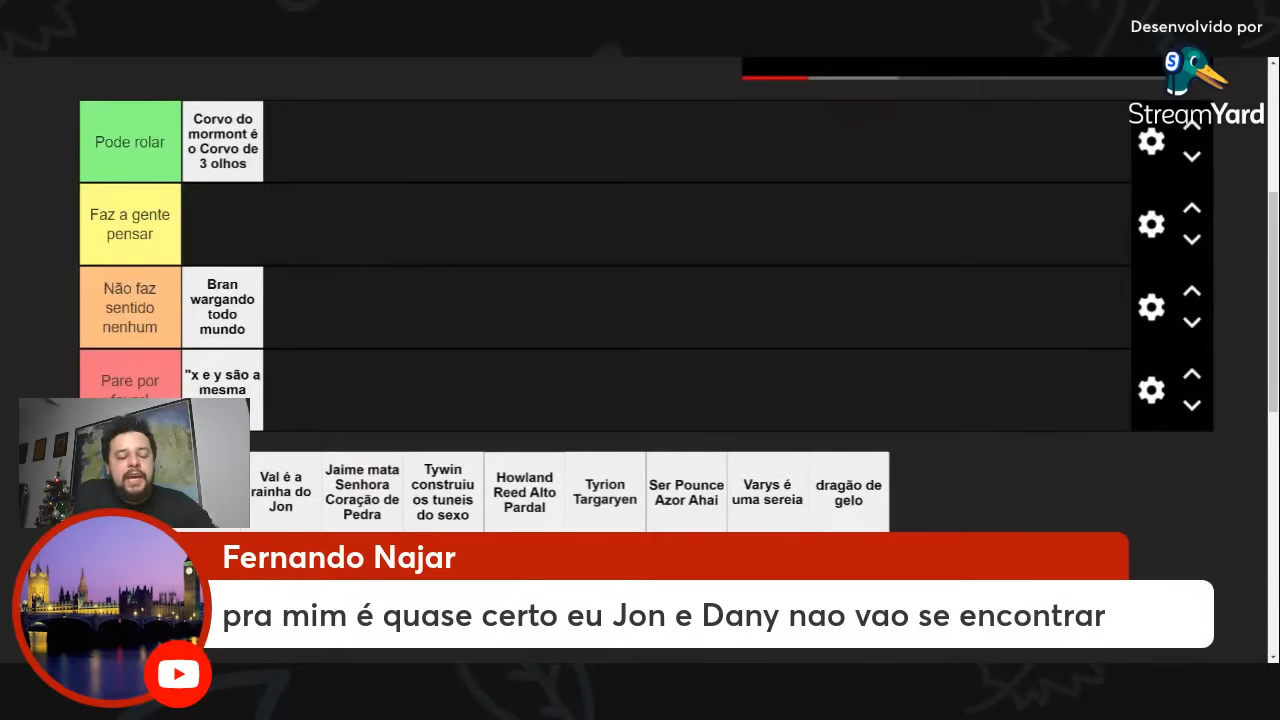 Desenvolvido por
StreamYard
Pode rolar
Corvo do
mormont é
o Corvo de
3 olhos
Faz a gente
pensar
Não faz
sentido
nenhum
Bran
wargando
todo
mundo
Pare por
"x e y são a
mesma
Val é a
rainha do
Jon
Jaime mata
Senhora
Coração de
Pedra
Tywin
construiu
os tuneis
do sexo
Howland
Reed Alto
Pardal
Tyrion
Targaryen
Ser Pounce
Azor Ahai
Varys é
uma sereia
dragão de
gelo
Fernando Najar
pra mim é quase certo eu Jon e Dany nao vao se encontrar